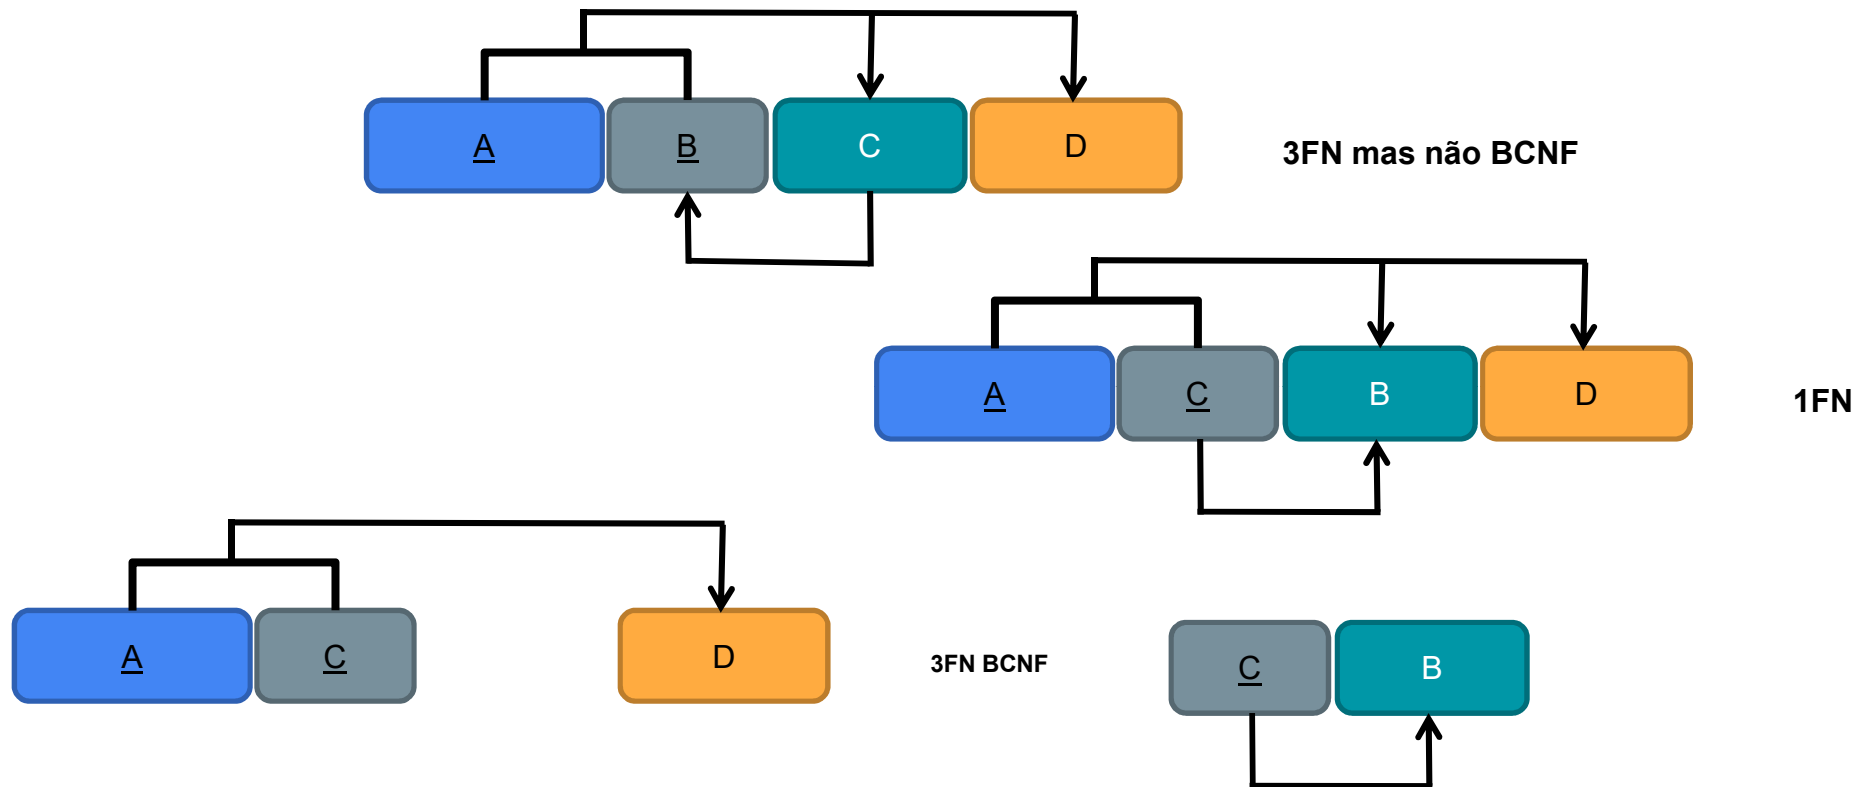 A B C D
3FN mas não BCNF
A C B D
1FN
A C D
3FN BCNF
C B